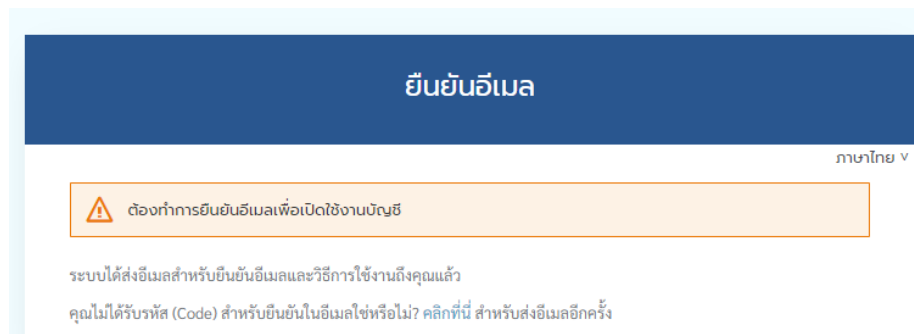 ยืนยันอีเมล
ภาษาไทย v
ต้องทำการยืนยันอีเมลเพื่อเปิดใช้งานบัญชี
ระบบได้ส่งอีเมลสำหรับยืนยันอีเมลและวิธีการใช้งานถึงคุณแล้ว
คุณไม่ได้รับรหัส (Code) สำหรับยืนยันในอีเมลใช่หรือไม่? คลิกที่นี่ สำหรับส่งอีเมลอีกครั้ง